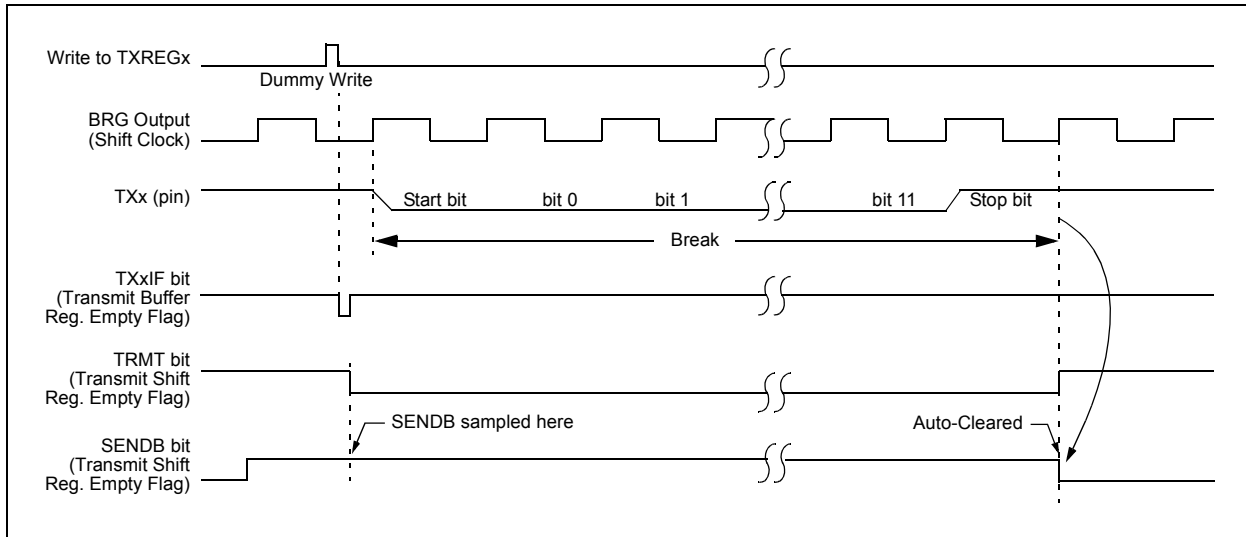 Write to TXREGx
Dummy Write
BRG Output
(Shift Clock)
TXx (pin)
Start bit
bit 0
bit 1
bit 11
Stop bit
Break
TXxIF bit
(Transmit Buffer
Reg. Empty Flag)
TRMT bit
(Transmit Shift
Reg. Empty Flag)
SENDB sampled here
Auto-Cleared
SENDB bit
(Transmit Shift
Reg. Empty Flag)